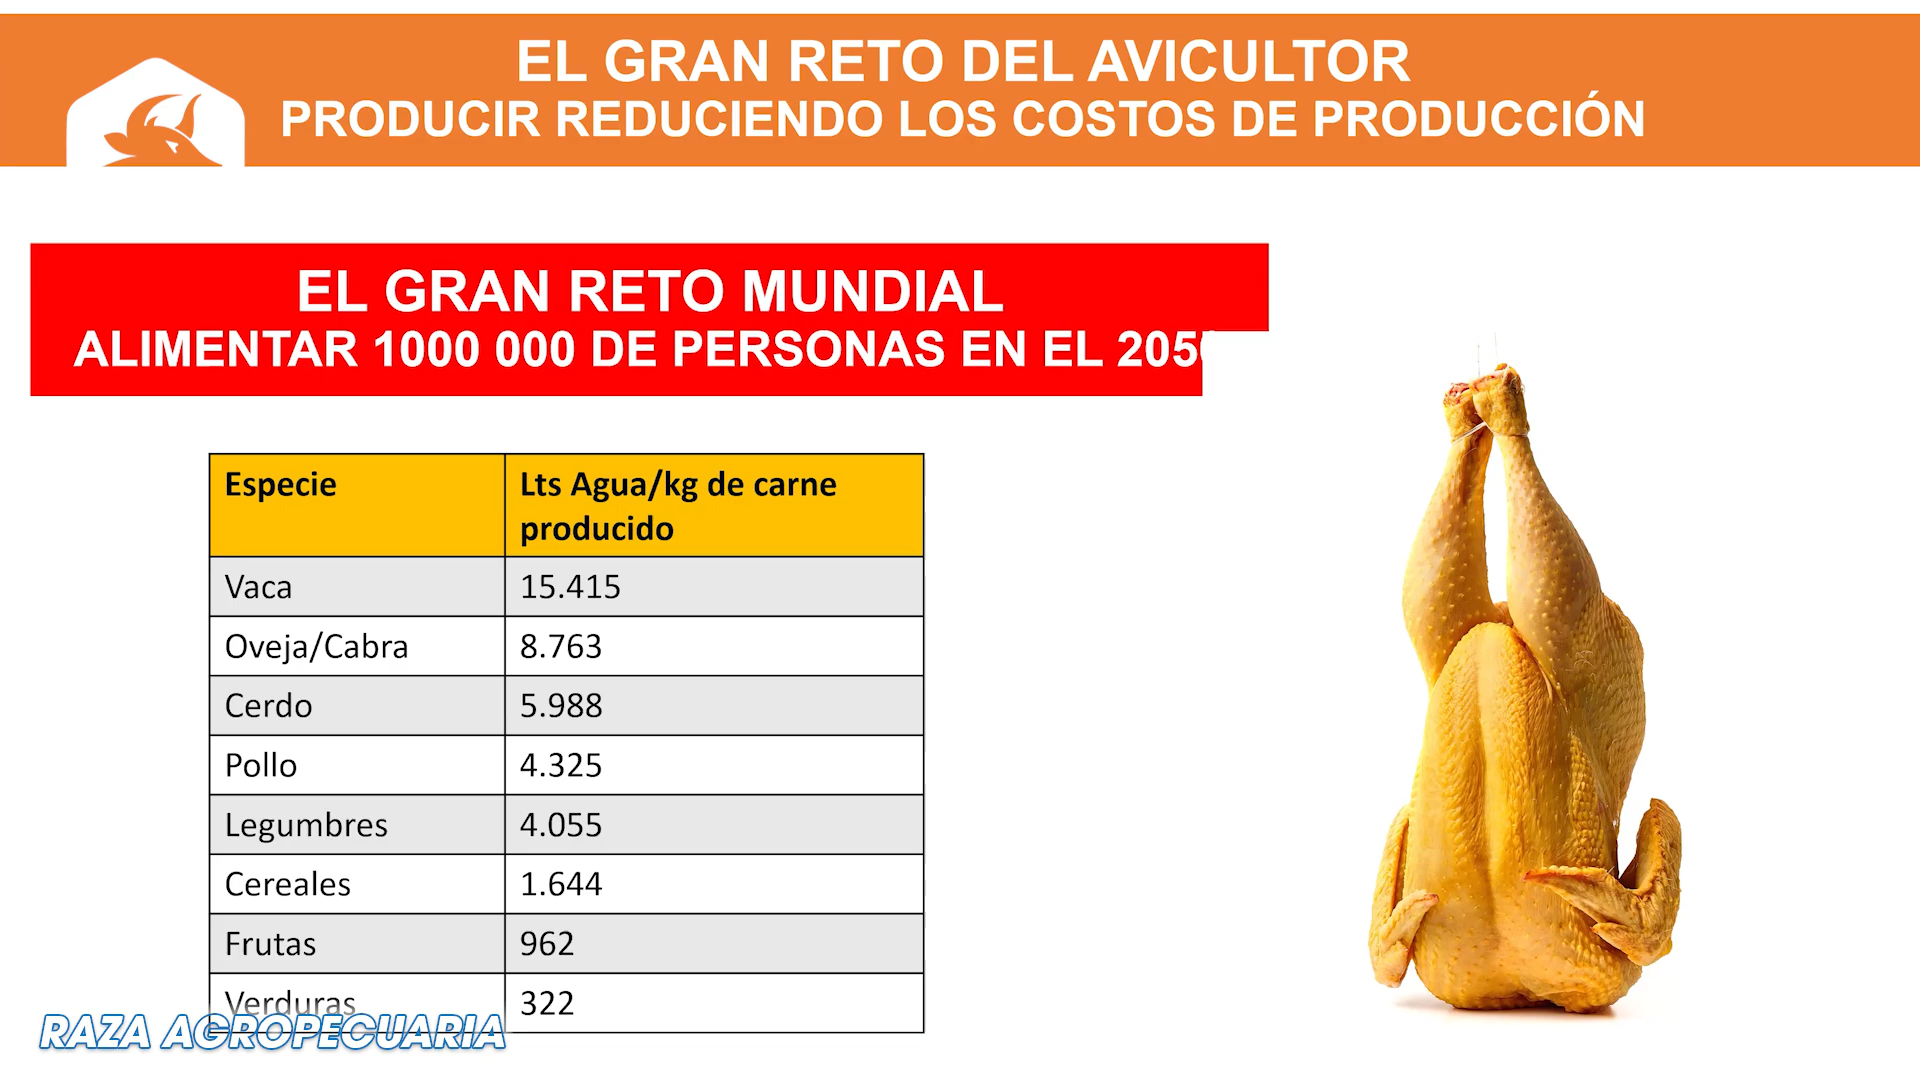 EL GRAN RETO DEL AVICULTOR
PRODUCIR REDUCIENDO LOS COSTOS DE PRODUCCIÓN
EL GRAN RETO MUNDIAL
ALIMENTAR 1000 000 DE PERSONAS EN EL 2050
Especie
Lts Agua/kg de carne
producido
Vaca 15.415
Oveja/Cabra 8.763
Cerdo 5.988
Pollo 4.325
Legumbres 4.055
Cereales 1.644
Frutas 962
Verduras 322
RAZA AGROPECUARIA